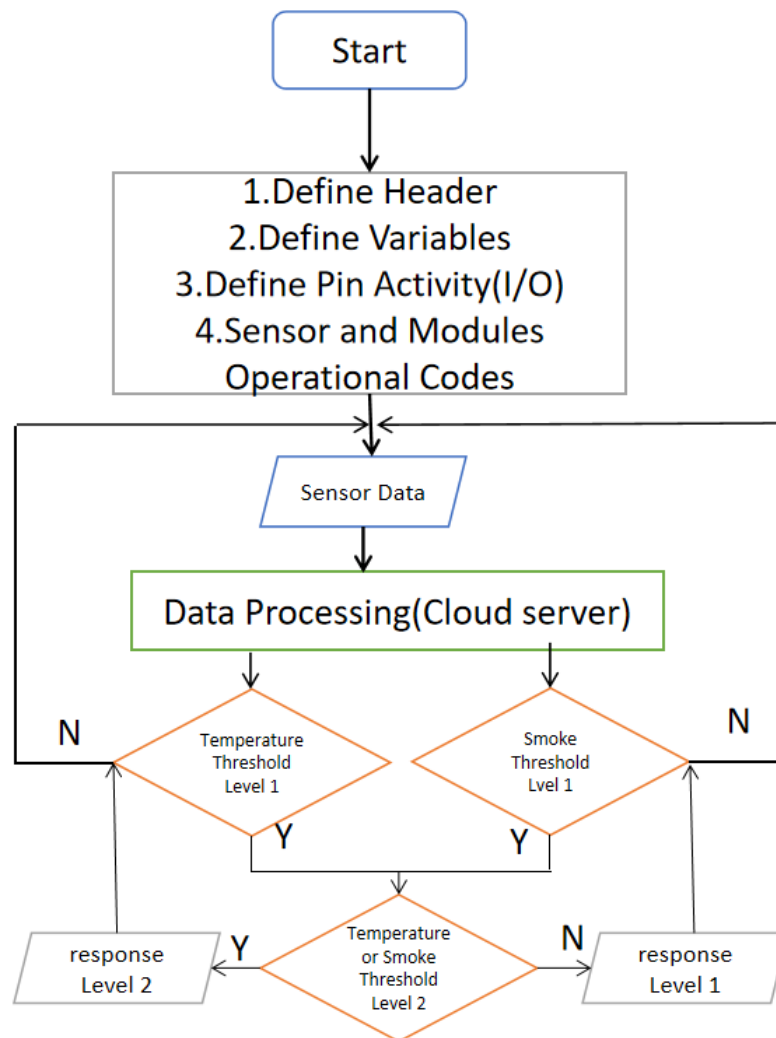 Start
1.Define Header
2.Define Variables
3.Define Pin Activity(I/O)
4.Sensor and Modules
Operational Codes
Sensor Data
Data Processing(Cloud server)
N
Temperature
Threshold
Level 1
Smoke
Threshold
Lvel 1
N
Y
Y
response
Level 2
Y
Temperature
or Smoke
Threshold
Level 2
N
response
Level 1